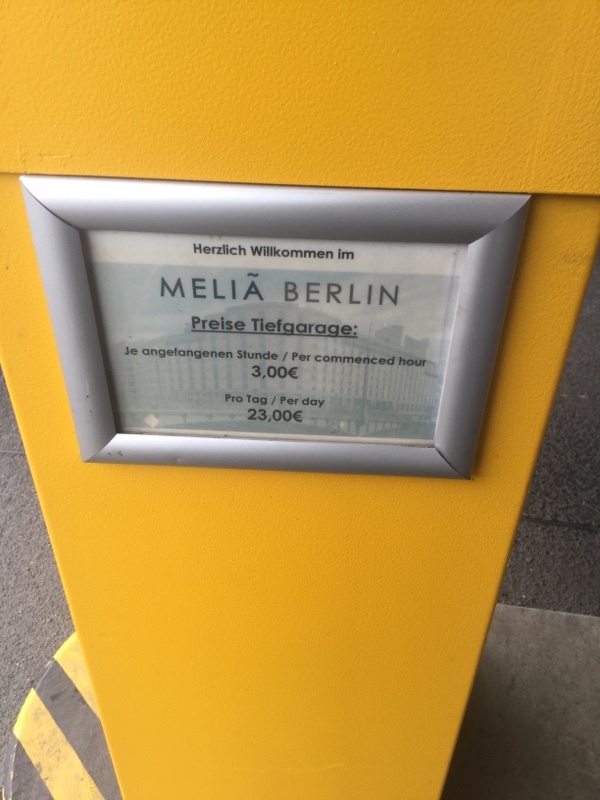 Herzlich Willkommen im
MELIÃ BERLIN
Preise Tiefgarage:
Je angefangenen Stunde / Per commenced hour
3,00€
Pro Tag / Per day
23,00€